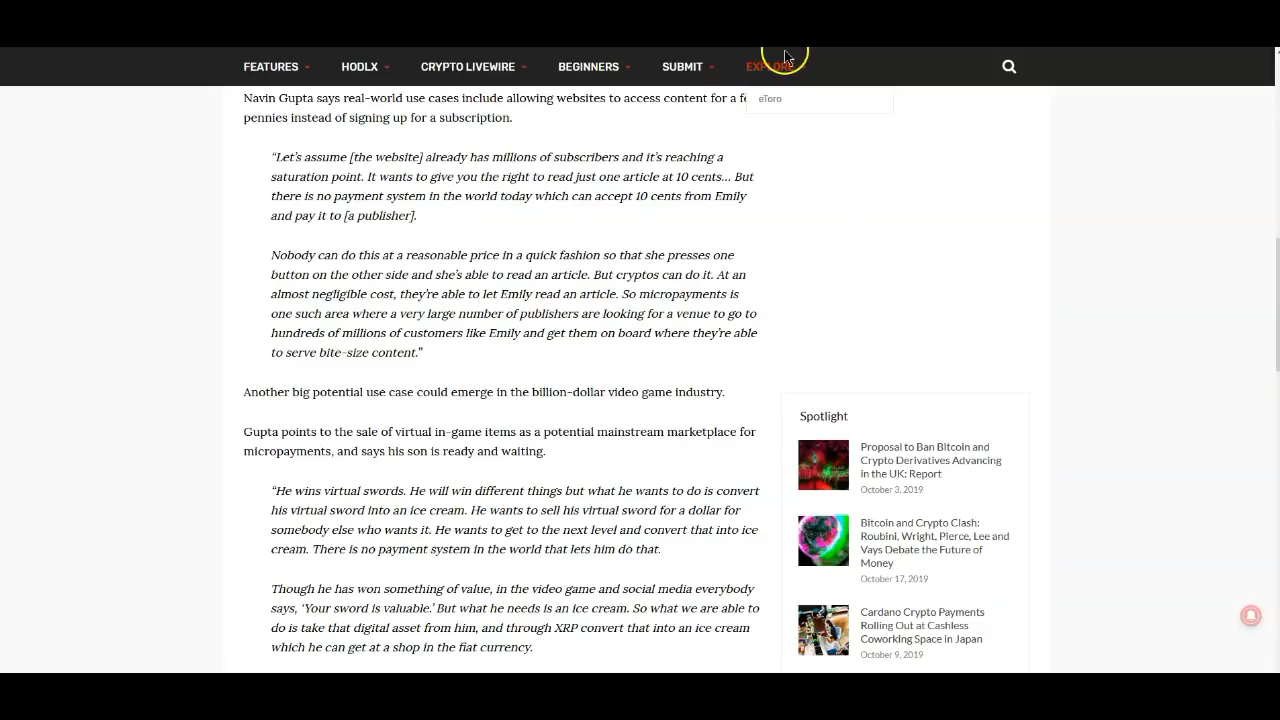 FEATURES HODLX CRYPTO LIVEWIRE BEGINNERS SUBMIT EXPLORE
eToro
Navin Gupta says real-world use cases include allowing websites to access content for a
pennies instead of signing up for a subscription.
“Let’s assume [the website] already has millions of subscribers and it’s reaching a
saturation point. It wants to give you the right to read just one article at 10 cents… But
there is no payment system in the world today which can accept 10 cents from Emily
and pay it to [a publisher].
Nobody can do this at a reasonable price in a quick fashion so that she presses one
button on the other side and she’s able to read an article. But cryptos can do it. At an
almost negligible cost, they’re able to let Emily read an article. So micropayments is
one such area where a very large number of publishers are looking for a venue to go to
hundreds of millions of customers like Emily and get them on board where they’re able
to serve bite-size content.”
Another big potential use case could emerge in the billion-dollar video game industry.
Gupta points to the sale of virtual in-game items as a potential mainstream marketplace for
micropayments, and says his son is ready and waiting.
“He wins virtual swords. He will win different things but what he wants to do is convert
his virtual sword into an ice cream. He wants to sell his virtual sword for a dollar for
somebody else who wants it. He wants to get to the next level and convert that into ice
cream. There is no payment system in the world that lets him do that.
Though he has won something of value, in the video game and social media everybody
says, ‘Your sword is valuable.’ But what he needs is an ice cream. So what we are able to
do is take that digital asset from him, and through XRP convert that into an ice cream
which he can get at a shop in the fiat currency.
Spotlight
Proposal to Ban Bitcoin and
Crypto Derivatives Advancing
in the UK: Report
October 3, 2019
Bitcoin and Crypto Clash:
Roubini, Wright, Pierce, Lee and
Vays Debate the Future of
Money
October 17, 2019
Cardano Crypto Payments
Rolling Out at Cashless
Coworking Space in Japan
October 9, 2019